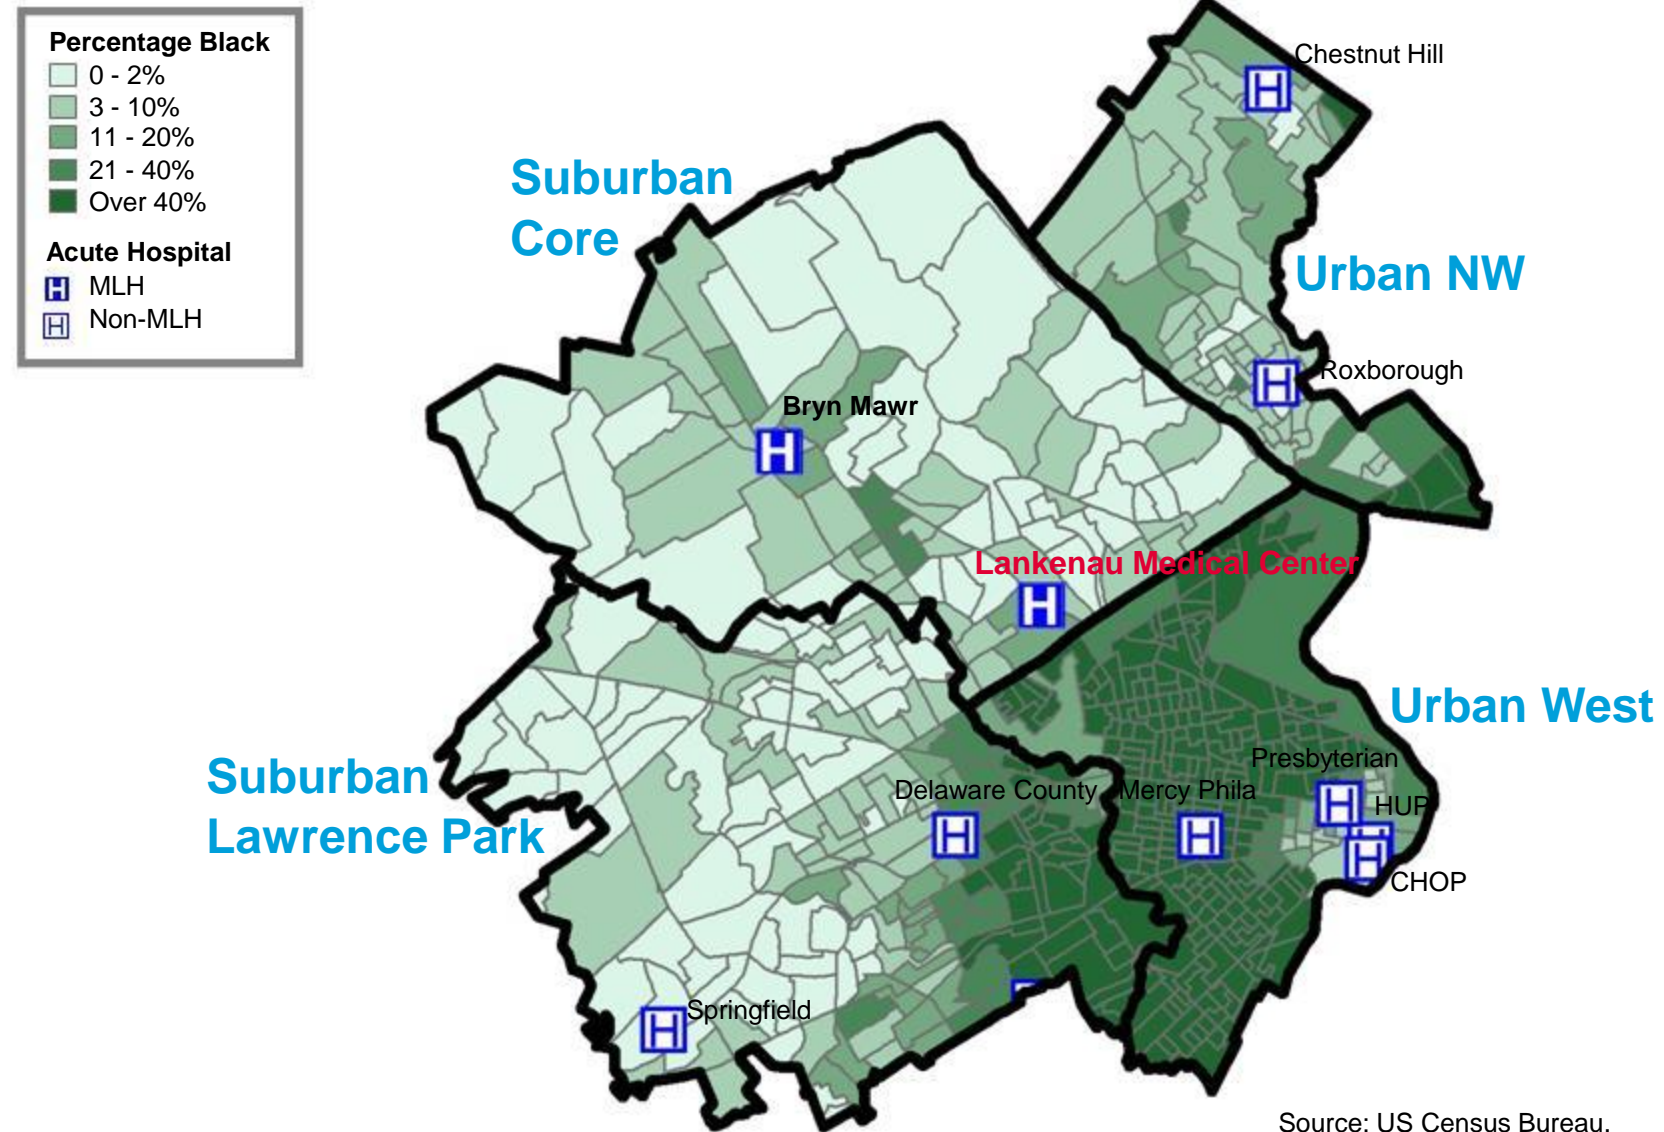 Percentage Black
0 - 2%
3 - 10%
11 - 20%
21 - 40%
Over 40%
Acute Hospital
H MLH
H Non-MLH
Chestnut Hill
H
Suburban
Core
Urban NW
Roxborough
H
Bryn Mawr
H
Lankenau Medical Center
H
Urban West
Suburban
Lawrence Park
Presbyterian
Delaware County
Mercy Phila
H
HUP
H
H
H
CHOP
Springfield
H
Source: US Census Bureau.